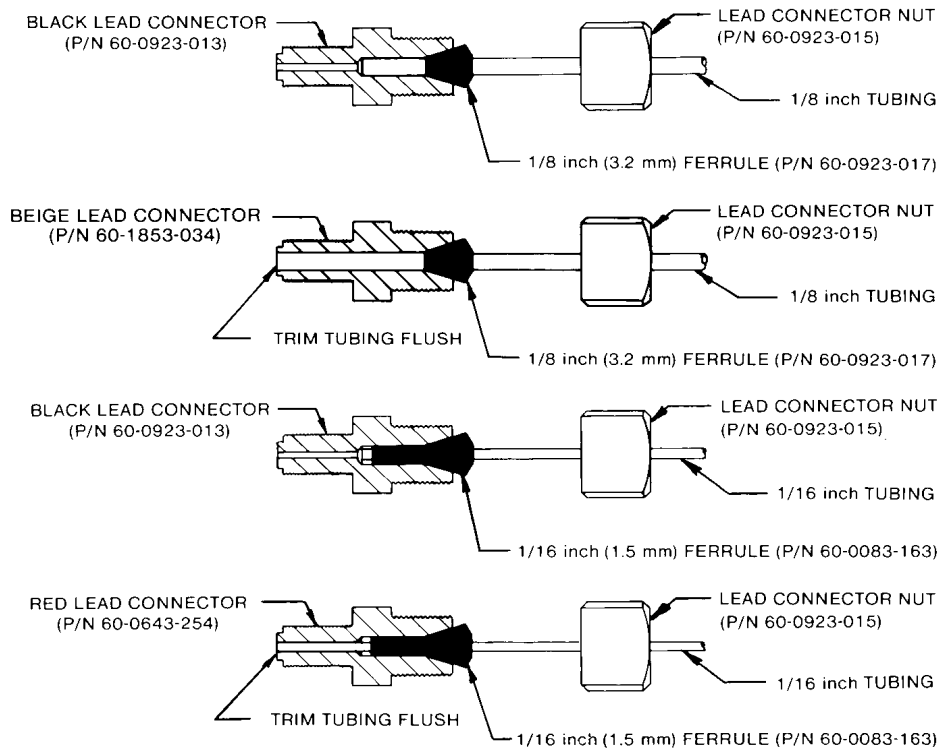 BLACK LEAD CONNECTOR
(P/N 60-0923-013)
LEAD CONNECTOR NUT
(P/N 60-0923-015)
1/8 inch TUBING
1/8 inch (3.2 mm) FERRULE (P/N 60-0923-017)
BEIGE LEAD CONNECTOR
(P/N 60-1853-034)
LEAD CONNECTOR NUT
(P/N 60-0923-015)
1/8 inch TUBING
TRIM TUBING FLUSH
1/8 inch (3.2 mm) FERRULE (P/N 60-0923-017)
BLACK LEAD CONNECTOR
(P/N 60-0923-013)
LEAD CONNECTOR NUT
(P/N 60-0923-015)
1/16 inch TUBING
1/16 inch (1.5 mm) FERRULE (P/N 60-0083-163)
RED LEAD CONNECTOR
(P/N 60-0643-254)
LEAD CONNECTOR NUT
(P/N 60-0923-015)
1/16 inch TUBING
TRIM TUBING FLUSH
1/16 inch (1.5 mm) FERRULE (P/N 60-0083-163)